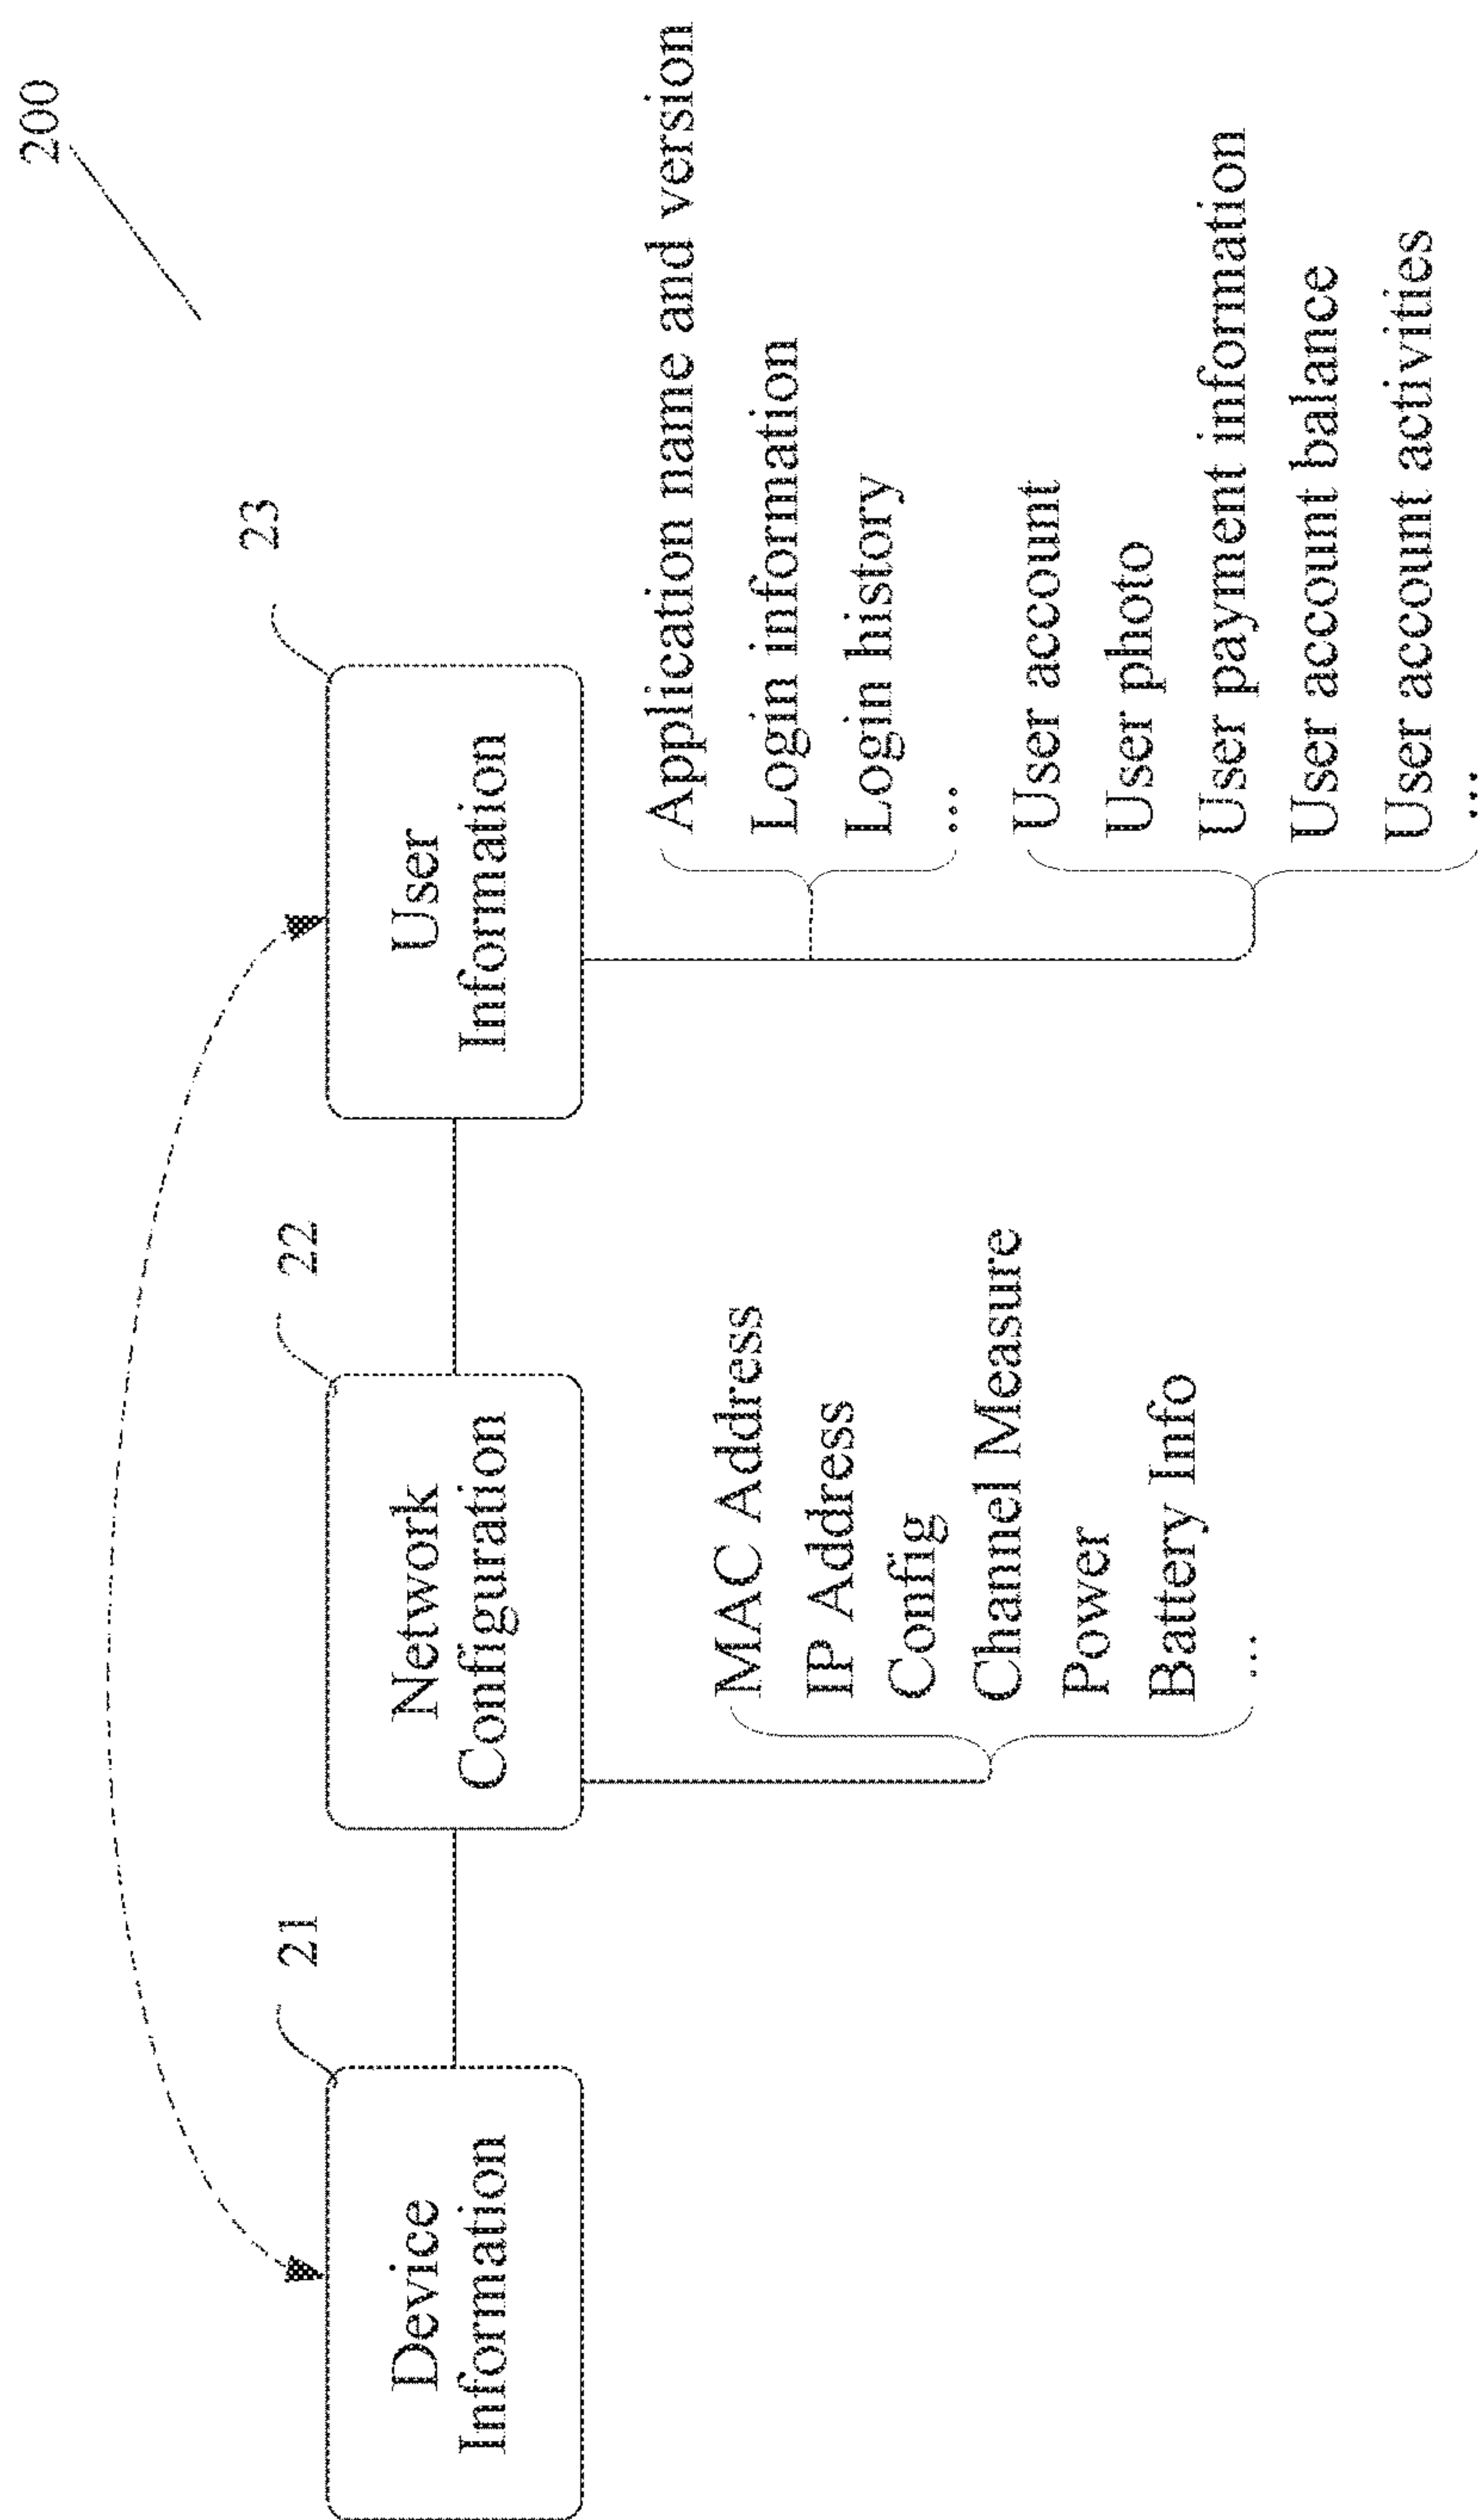 200
21
22
23
Device
Information
Network
Configuration
User
Information
MAC Address
IP Address
Config
Channel Measure
Power
Battery Info
...
Application name and version
Login information
Login history
...
User account
User photo
User payment information
User account balance
User account activities
...